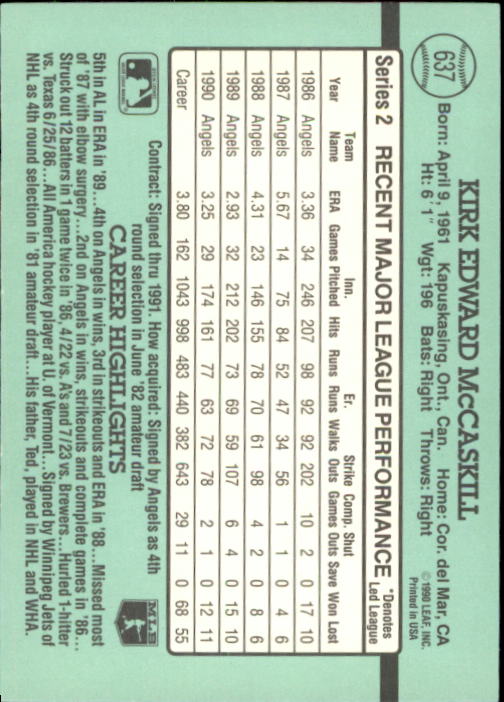 637
KIRK EDWARD McCASKILL
Born: April 9, 1961 Kapuskasing, Ont., Can. Home: Cor. del Mar, CA
Ht: 6' 1" Wgt: 196 Bats: Right Throws: Right
©1990 LEAF, INC.
Printed in USA
Series 2 RECENT MAJOR LEAGUE PERFORMANCE *Denotes
Led League
Team Inn. Er. Strike Comp. Shut
Year Name ERA Games Pitched Hits Runs Runs Walks Outs Games Outs Save Won Lost
1986 Angels 3.36 34 246 207 98 92 92 202 10 2 0 17 10
1987 Angels 5.67 14 75 84 52 47 34 56 1 1 0 4 6
1988 Angels 4.31 23 146 155 78 70 61 98 4 2 0 8 6
1989 Angels 2.93 32 212 202 73 69 59 107 6 4 0 15 10
1990 Angels 3.25 29 174 161 77 63 72 78 2 1 0 12 11
Career 3.80 162 1043 998 483 440 382 643 29 11 0 68 55
Contract: Signed thru 1991. How acquired: Signed by Angels as 4th
round selection in June '82 amateur draft
MLB
CAREER HIGHLIGHTS
5th in AL in ERA in '89...4th on Angels in wins, 3rd in strikeouts and ERA in '88...Missed most
of '87 with elbow surgery...2nd on Angels in wins, strikeouts and complete games in '86...
Struck out 12 batters in 1 game twice in '86, 4/22 vs. A's and 7/23 vs. Brewers...Hurled 1-hitter
vs. Texas 6/25/86...All America hockey player at U. of Vermont...Signed by Winnipeg Jets of
NHL as 4th round selection in '81 amateur draft...His father, Ted, played in NHL and WHA.